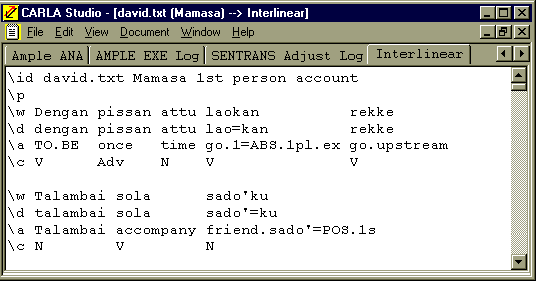 CARLA Studio - [david.txt (Mamasa) --> Interlinear]
File Edit View Document Window Help
Ample ANA AMPLE EXE Log SENTRANS Adjust Log Interlinear
\id david.txt Mamasa 1st person account
\p
\w Dengan pissan attu laokan rekke
\d dengan pissan attu lao=kan rekke
\a TO.BE once time go.1=ABS.1pl.ex go.upstream
\c V Adv N V V
\w Talambai sola sado'ku
\d talambai sola sado'=ku
\a Talambai accompany friend.sado'=POS.1s
\c N V N